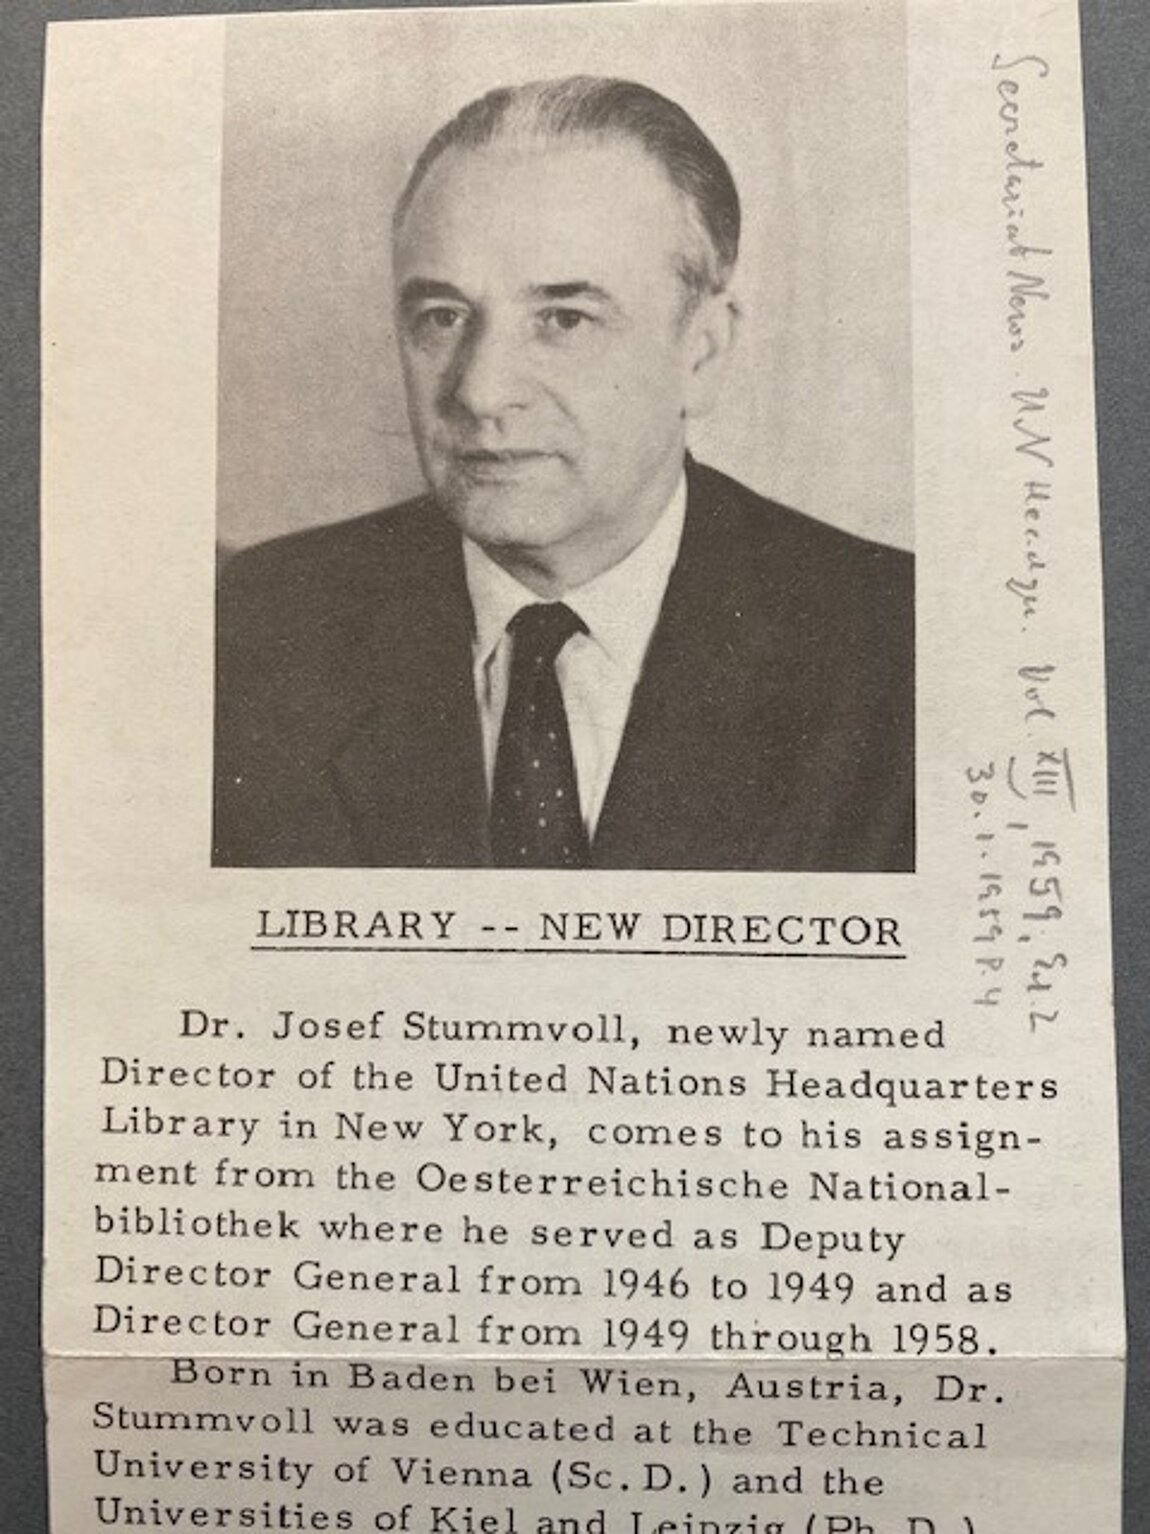 Secretariat News. UN Headqu. Vol. XIII, 1959,
30.1.1959 P.4
LIBRARY -- NEW DIRECTOR
Dr. Josef Stummvoll, newly named
Director of the United Nations Headquarters
Library in New York, comes to his assign-
ment from the Oesterreichische National-
bibliothek where he served as Deputy
Director General from 1946 to 1949 and as
Director General from 1949 through 1958.
Born in Baden bei Wien, Austria, Dr.
Stummvoll was educated at the Technical
University of Vienna (Sc. D.) and the
Universities of Kiel and Leipzig (Ph. D.)